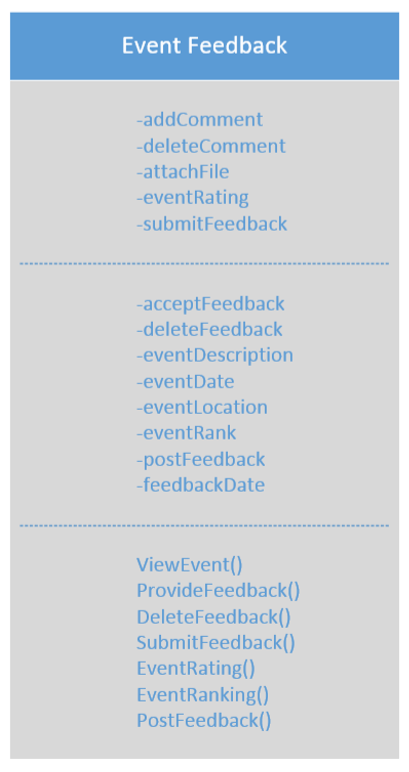 Event Feedback
-addComment
-deleteComment
-attachFile
-eventRating
-submitFeedback
-acceptFeedback
-deleteFeedback
-eventDescription
-eventDate
-eventLocation
-eventRank
-postFeedback
-feedbackDate
ViewEvent()
ProvideFeedback()
DeleteFeedback()
SubmitFeedback()
EventRating()
EventRanking()
PostFeedback()